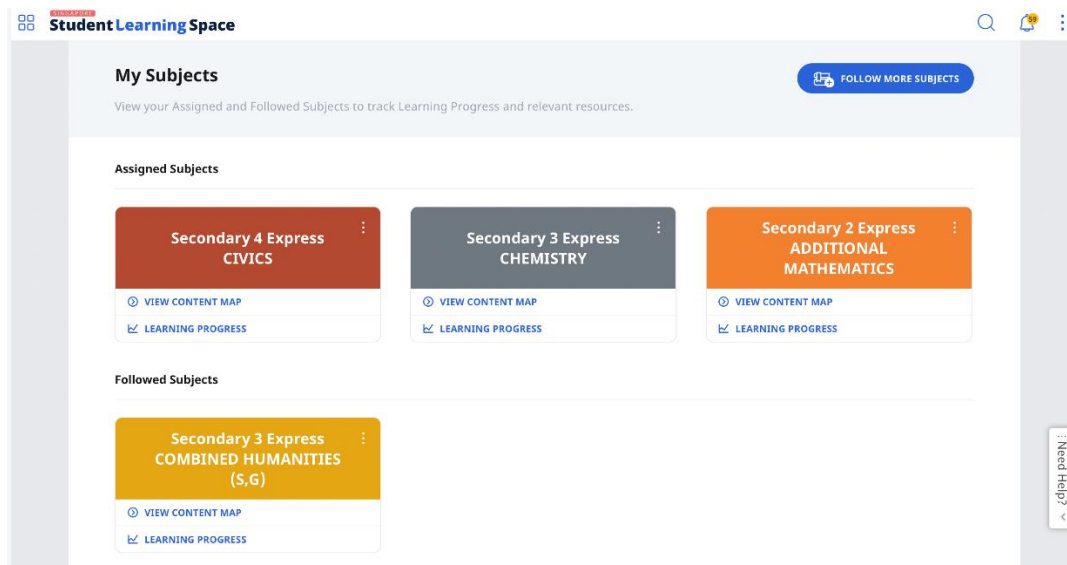 SINGAPORE
Student Learning Space
59
My Subjects
FOLLOW MORE SUBJECTS
View your Assigned and Followed Subjects to track Learning Progress and relevant resources.
Assigned Subjects
Secondary 4 Express
CIVICS
VIEW CONTENT MAP
LEARNING PROGRESS
Secondary 3 Express
CHEMISTRY
VIEW CONTENT MAP
LEARNING PROGRESS
Secondary 2 Express
ADDITIONAL
MATHEMATICS
VIEW CONTENT MAP
LEARNING PROGRESS
Followed Subjects
Secondary 3 Express
COMBINED HUMANITIES
(S,G)
VIEW CONTENT MAP
LEARNING PROGRESS
Need Help?